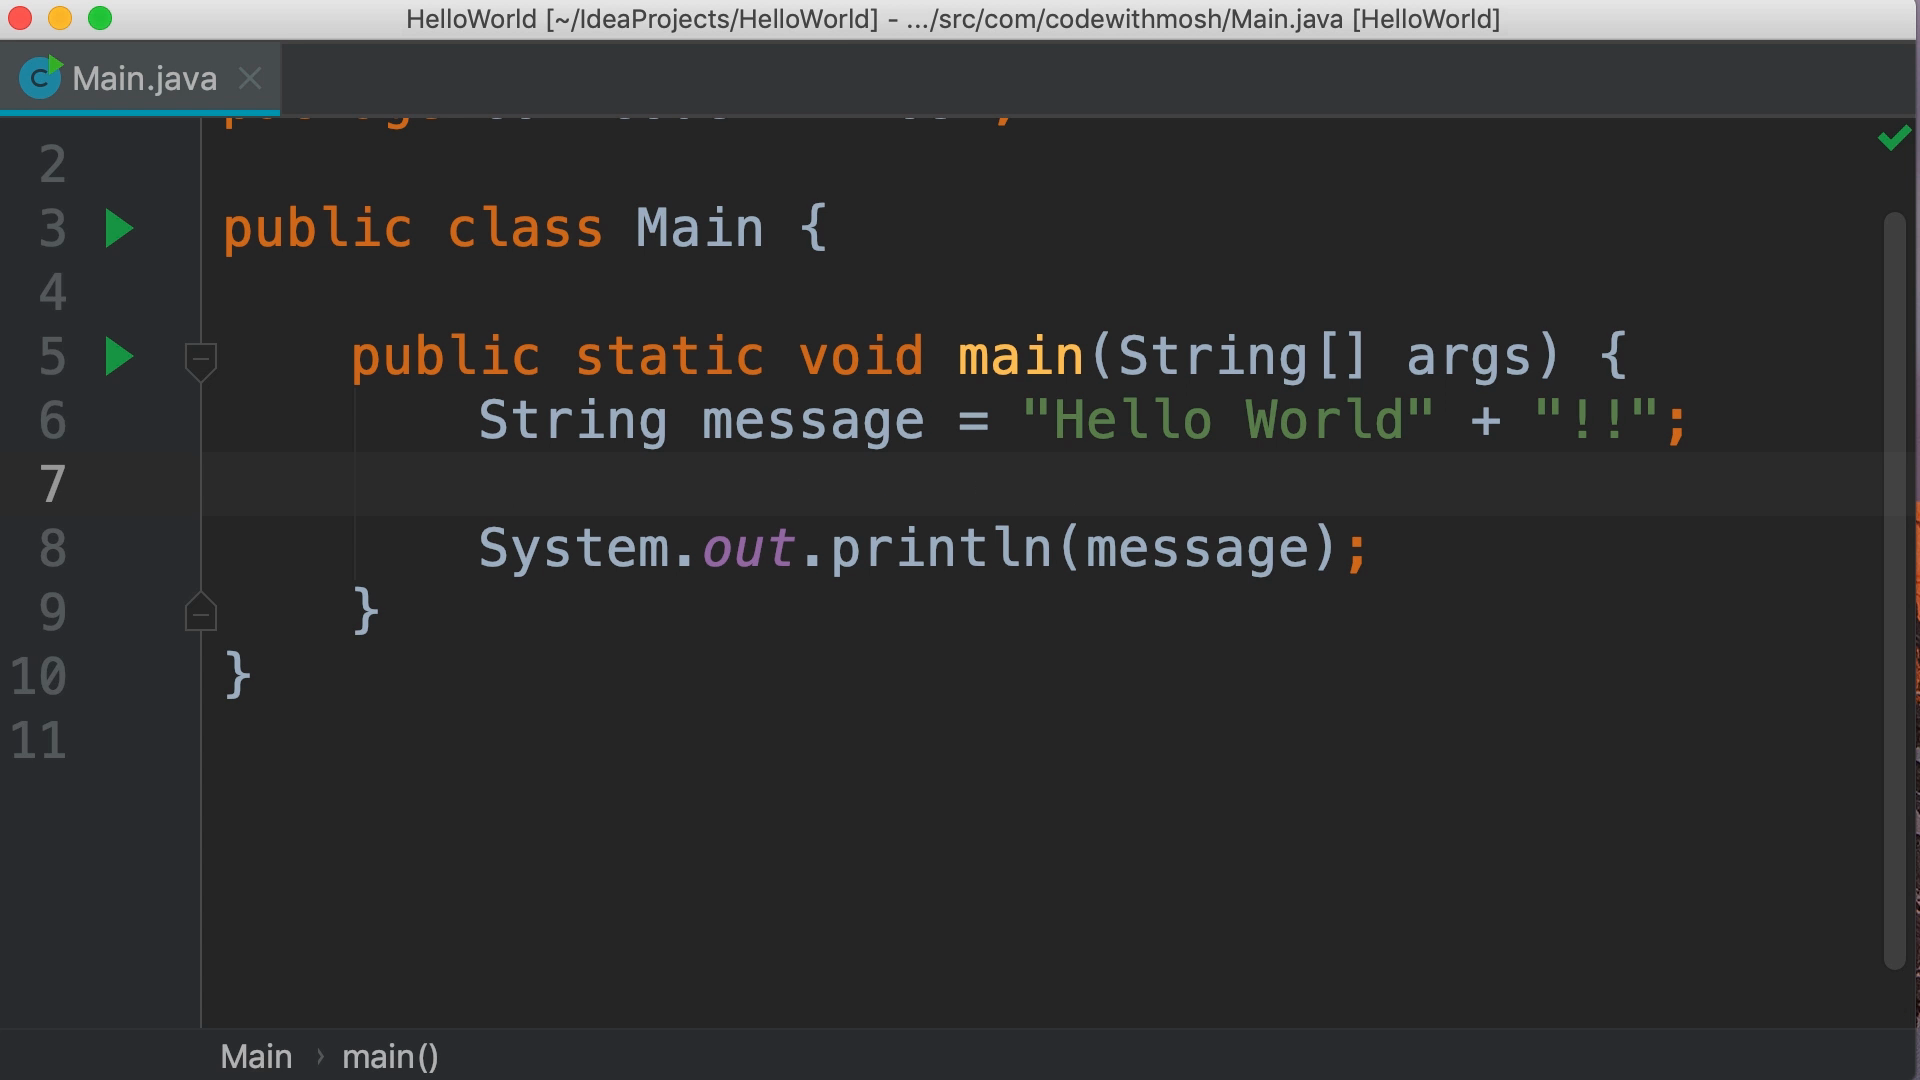 HelloWorld [~/IdeaProjects/HelloWorld] - .../src/com/codewithmosh/Main.java [HelloWorld]
C Main.java
2
3 public class Main {
4
5 public static void main(String[] args) {
6 String message = "Hello World" + "!!";
7
8 System.out.println(message);
9 }
10 }
11
Main › main()